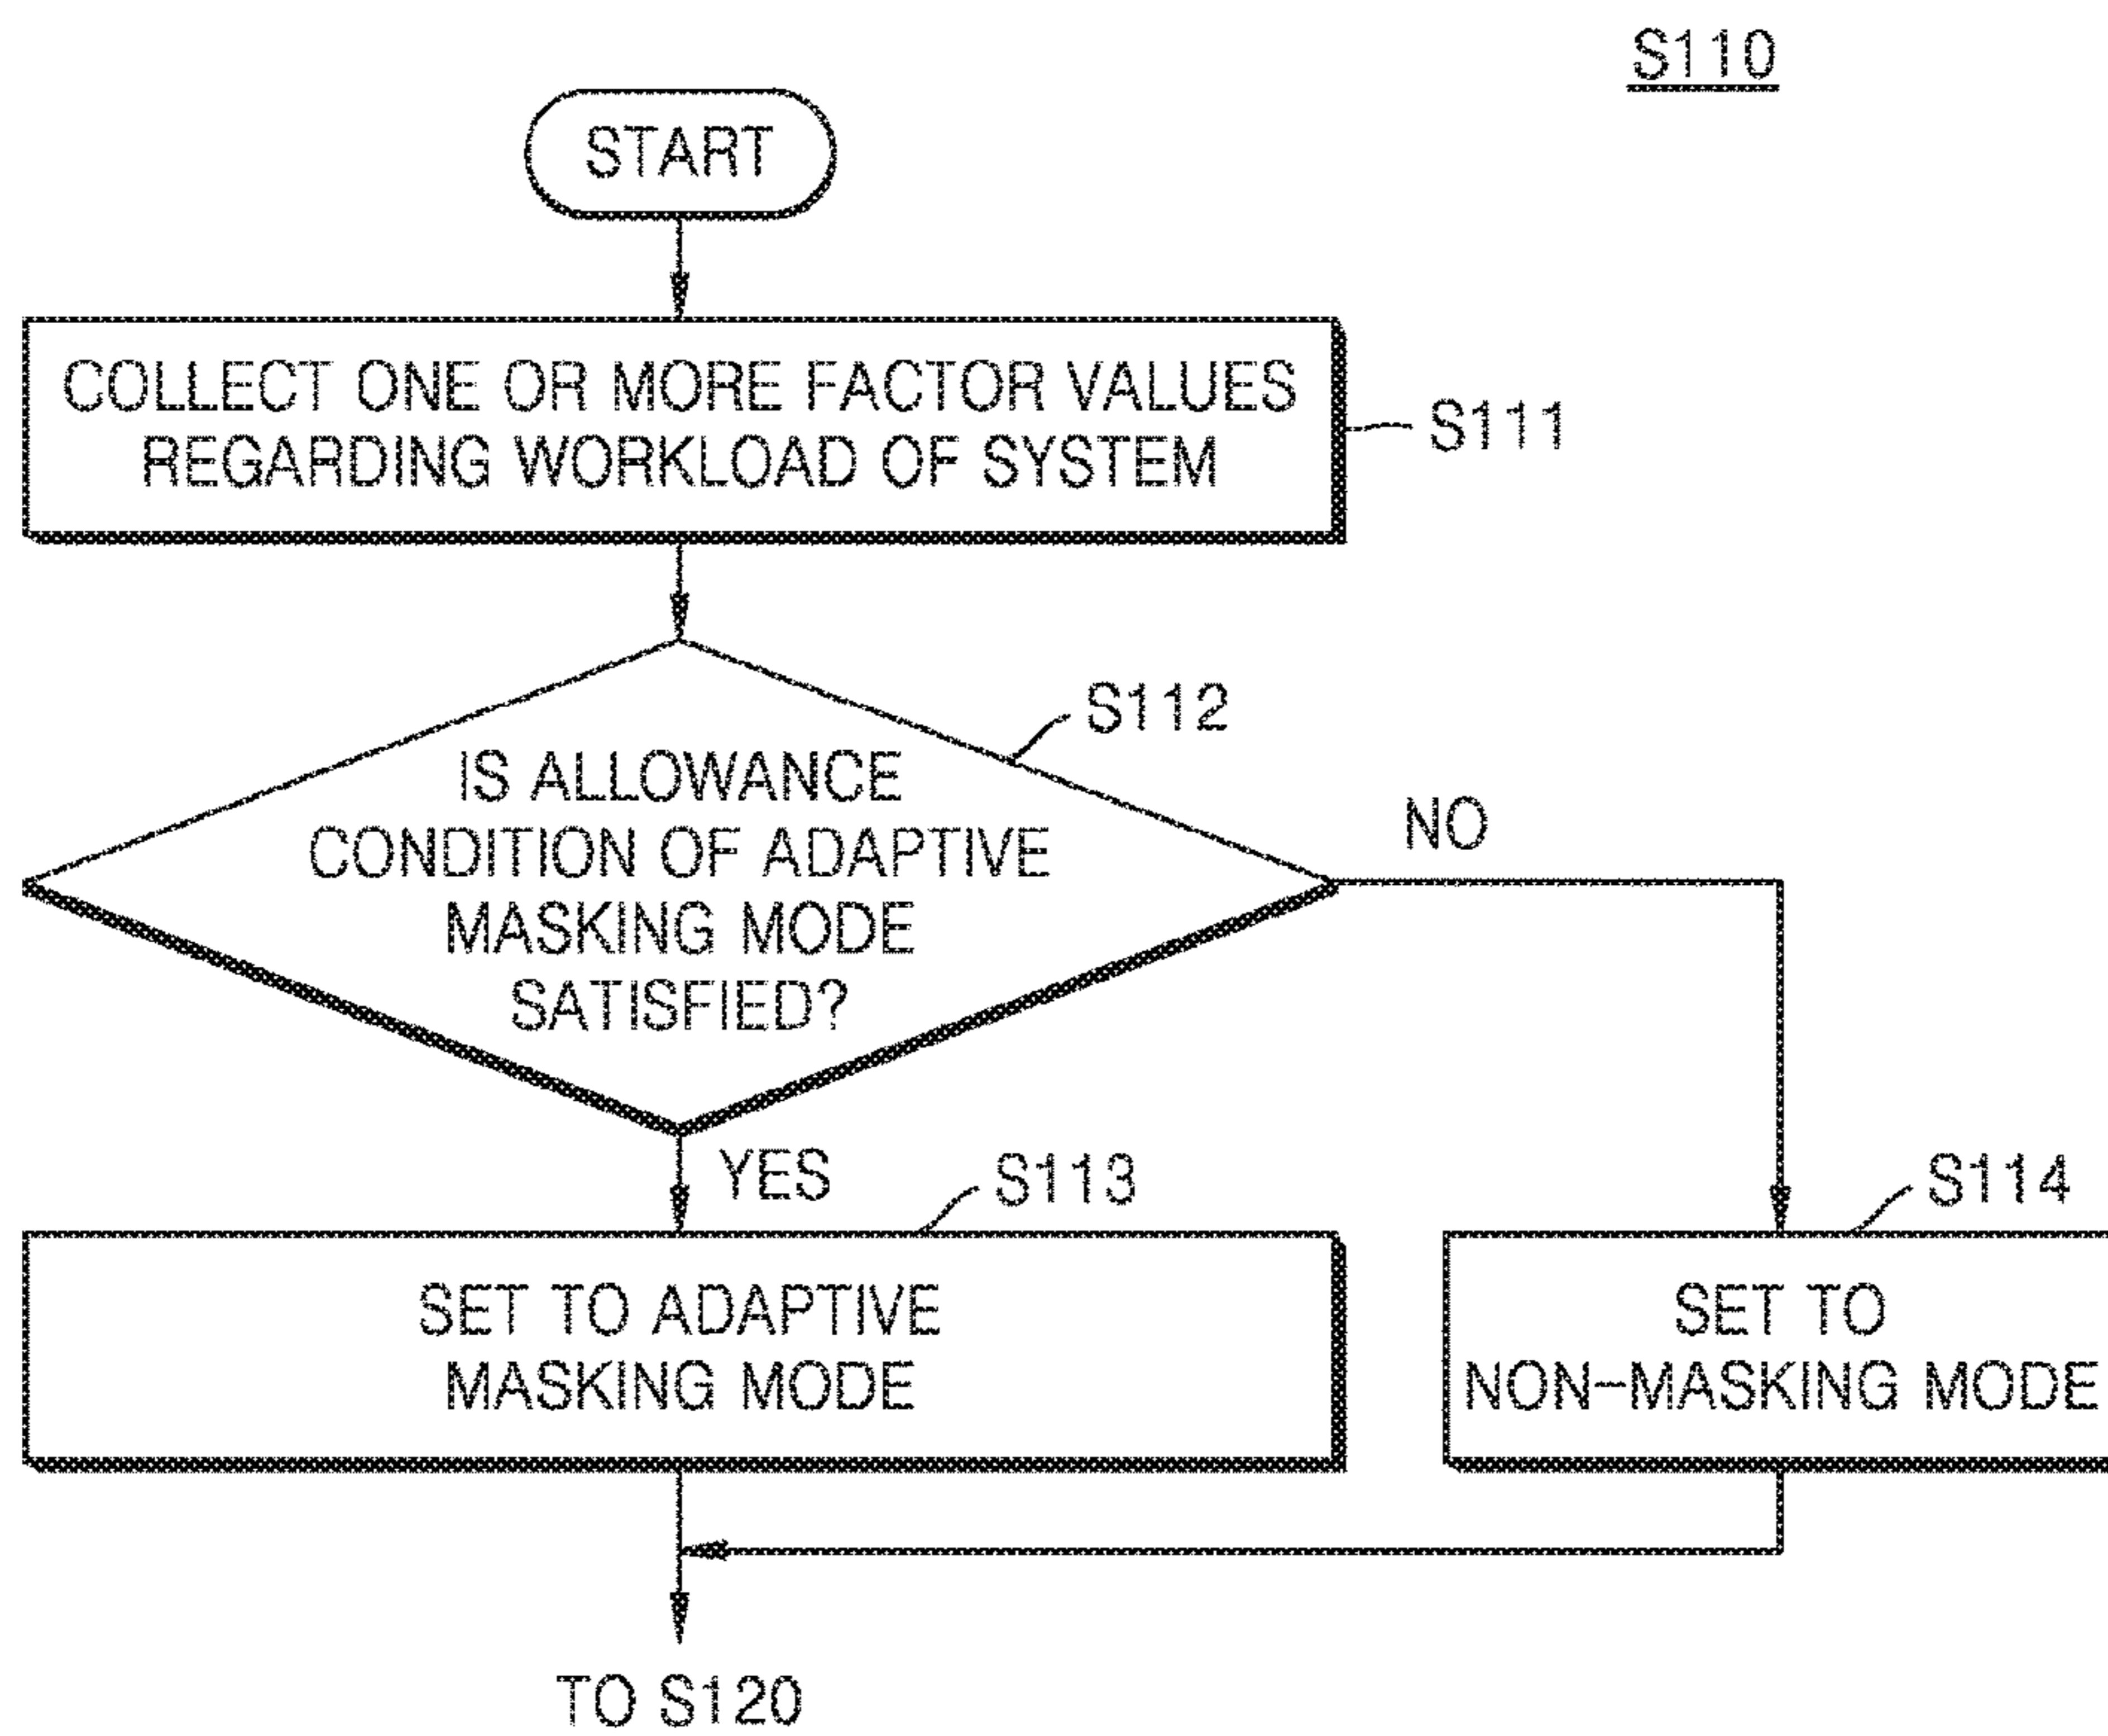 S110
START
COLLECT ONE OR MORE FACTOR VALUES
REGARDING WORKLOAD OF SYSTEM
S111
S112
IS ALLOWANCE
CONDITION OF ADAPTIVE
MASKING MODE
SATISFIED?
NO
YES
S113
S114
SET TO ADAPTIVE
MASKING MODE
SET TO
NON-MASKING MODE
TO S120